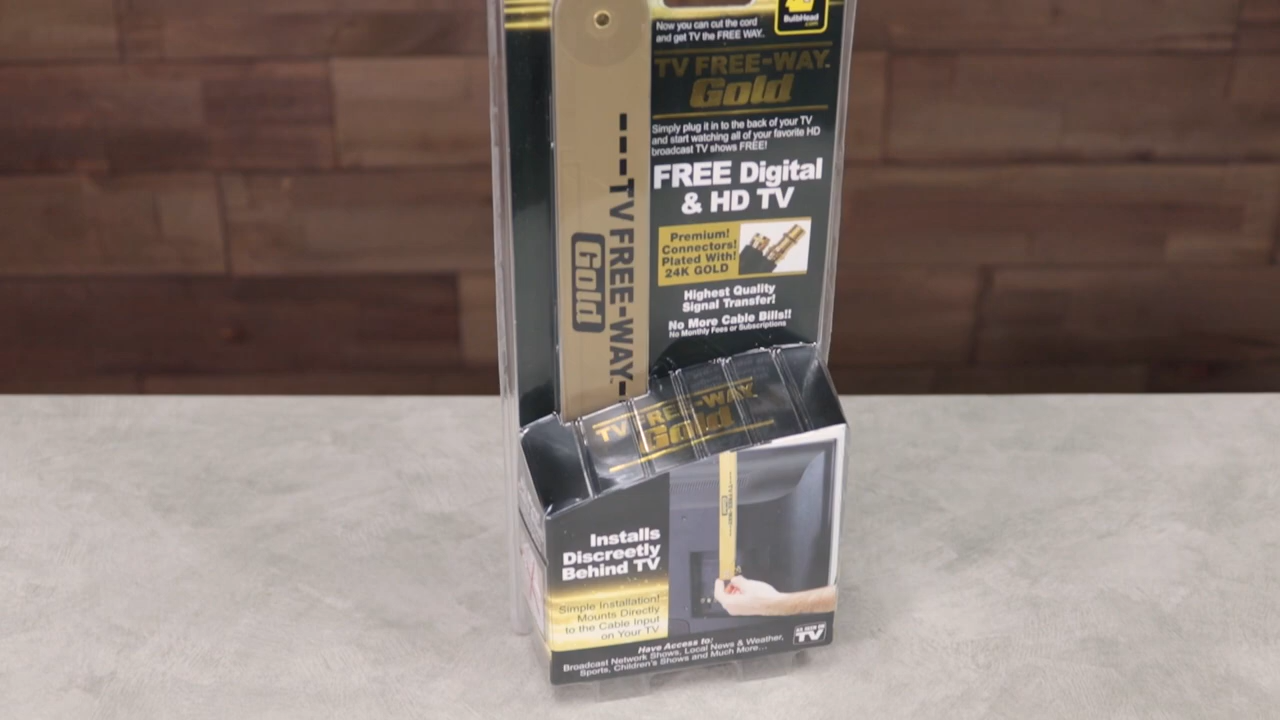 BulbHead
.com
Now you can cut the cord
and get TV the FREE WAY.
TV FREE-WAY
Gold
Simply plug it in to the back of your TV
and start watching all of your favorite HD
broadcast TV shows FREE!
FREE Digital
& HD TV
Premium!
Connectors!
Plated With!
24K GOLD
Highest Quality
Signal Transfer!
No More Cable Bills!!
No Monthly Fees or Subscriptions
----TV FREE-WAY-
Gold
TV FREE-WAY
Gold
Installs
Discreetly
Behind TV
Simple Installation!
Mounts Directly
to the Cable Input
on Your TV
AS SEEN ON
TV
Have Access to:
Broadcast Network Shows, Local News & Weather,
Sports, Children's Shows and Much More...